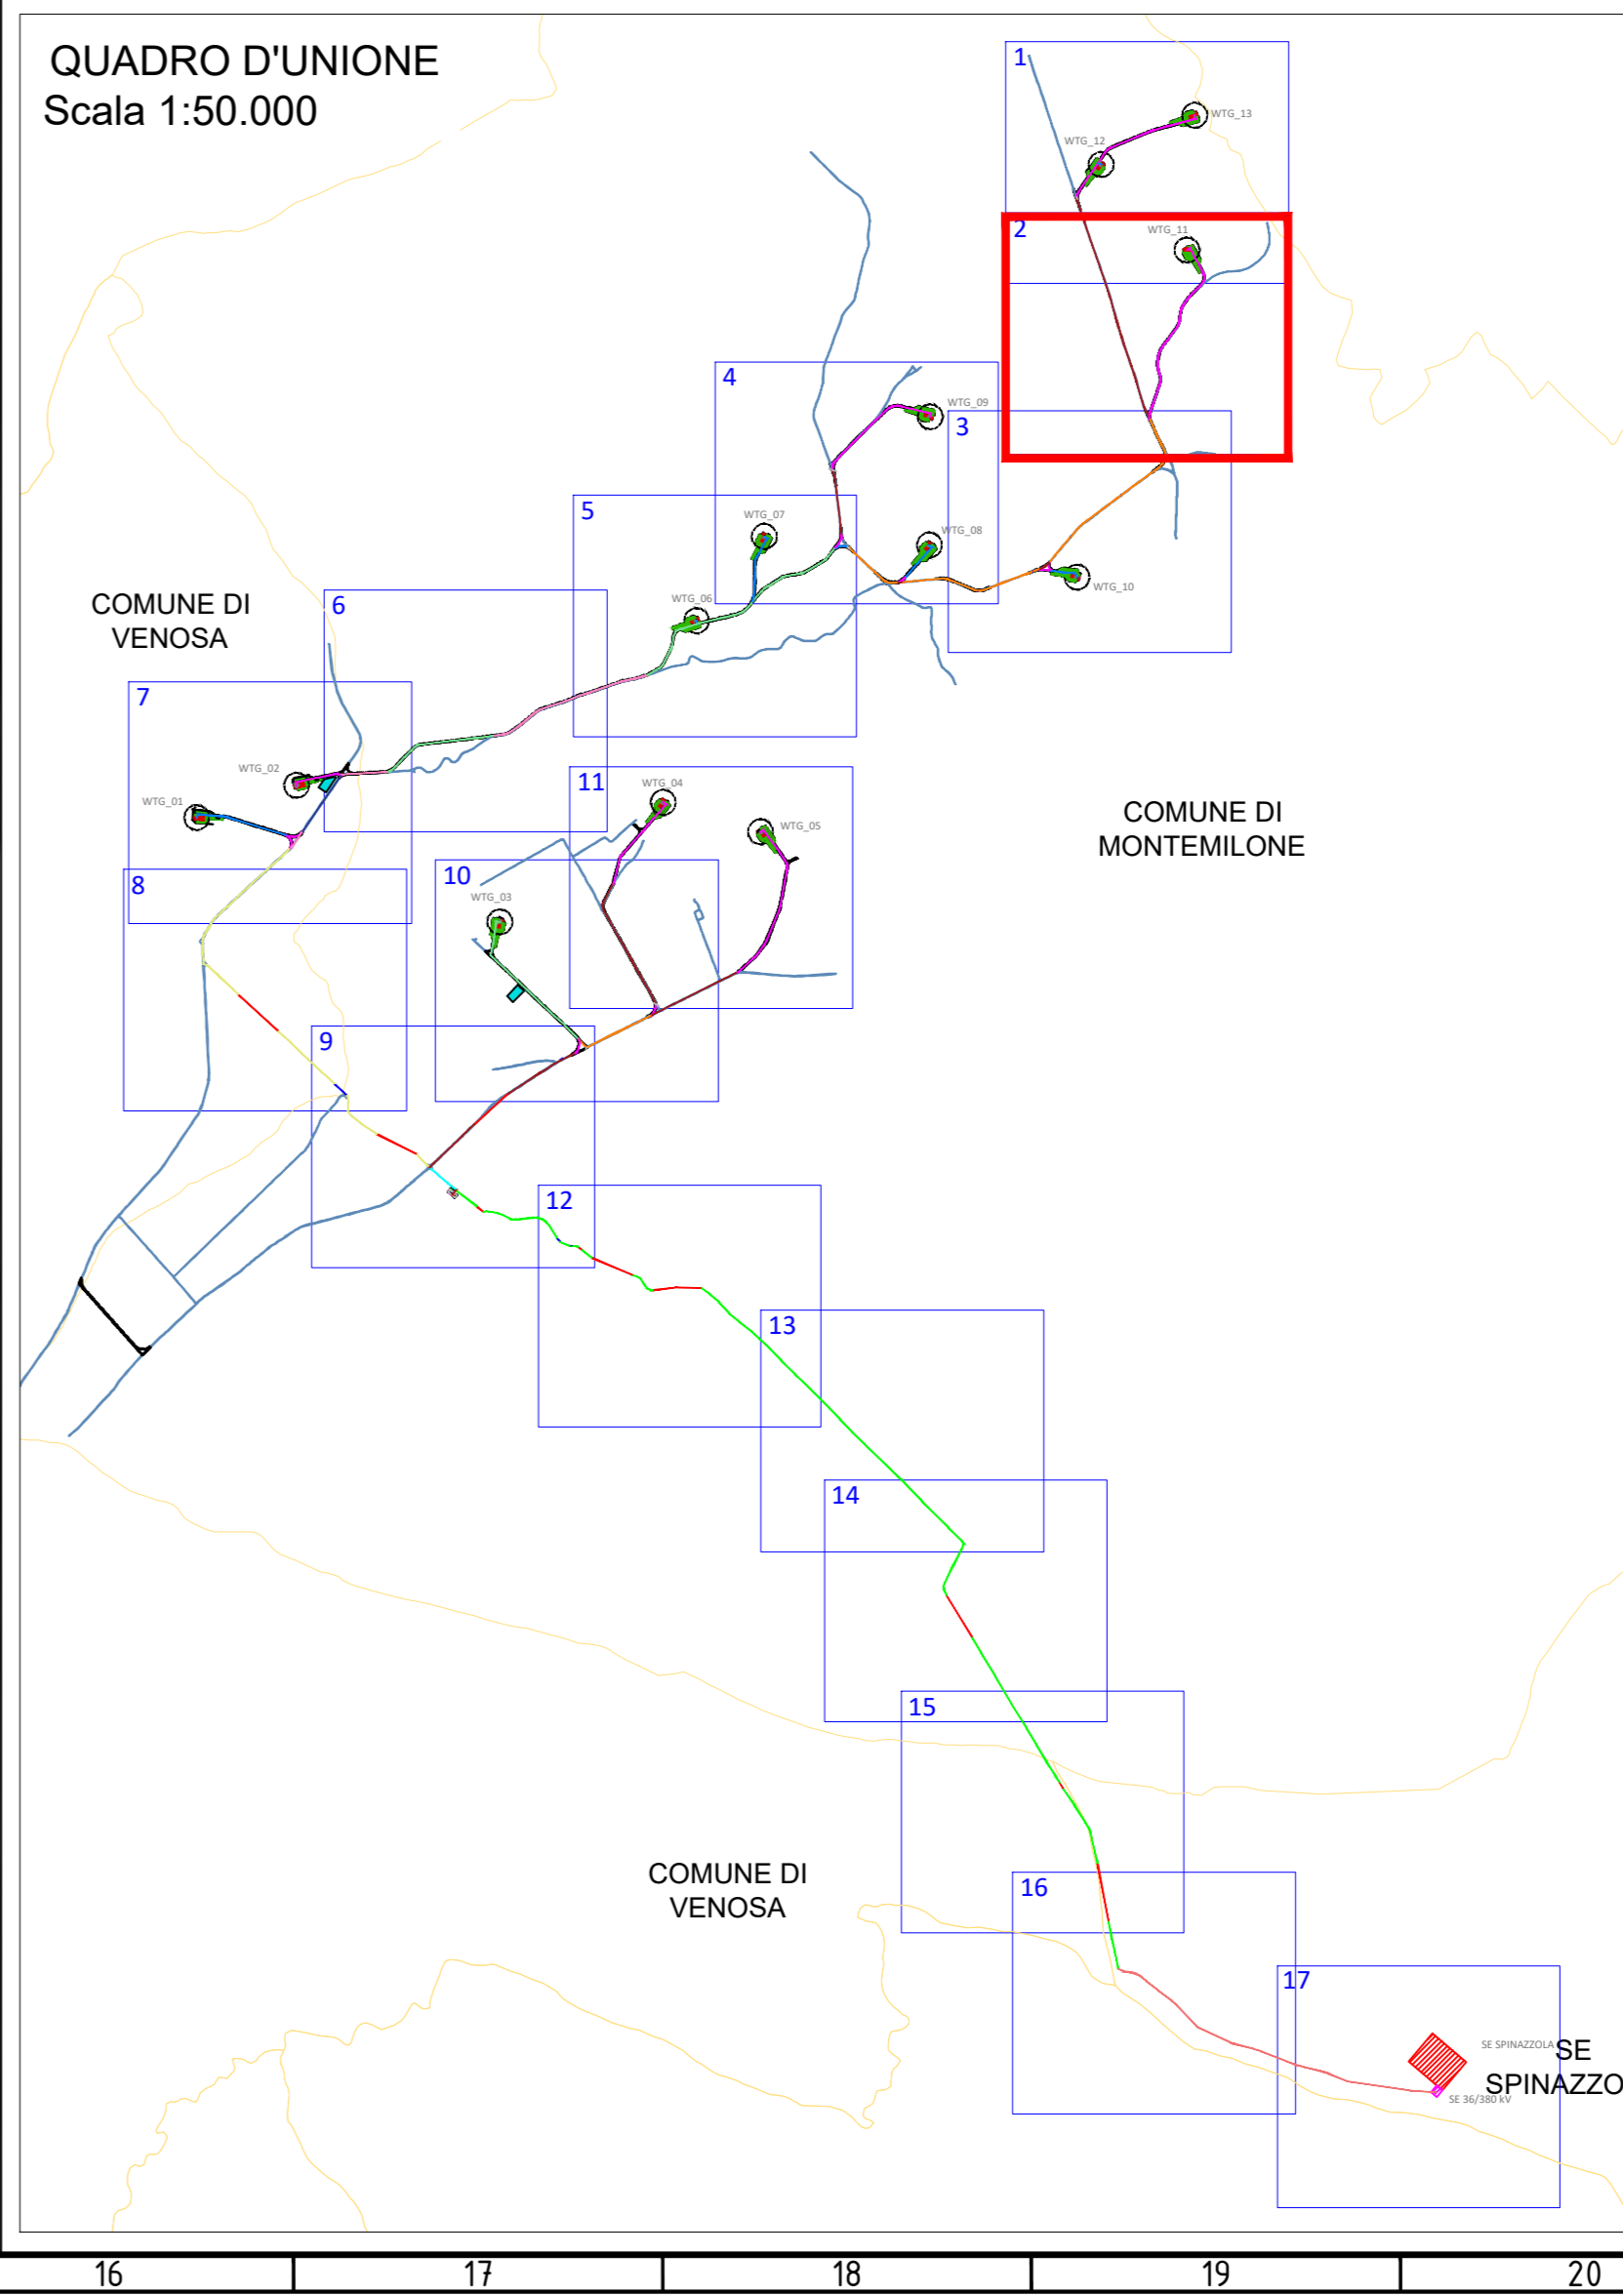 QUADRO D'UNIONE
Scala 1:50.000
1
WTG_13
WTG_12
2
WTG_11
4
WTG_09
3
5
WTG_07
WTG_08
WTG_10
COMUNE DI
VENOSA
6
WTG_06
7
WTG_02
WTG_01
11
WTG_04
WTG_05
COMUNE DI
MONTEMILONE
8
10
WTG_03
9
12
13
14
15
COMUNE DI
VENOSA
16
17
SE SPINAZZOLA
SE
SPINAZZO
SE 36/380 kV
16
17
18
19
20